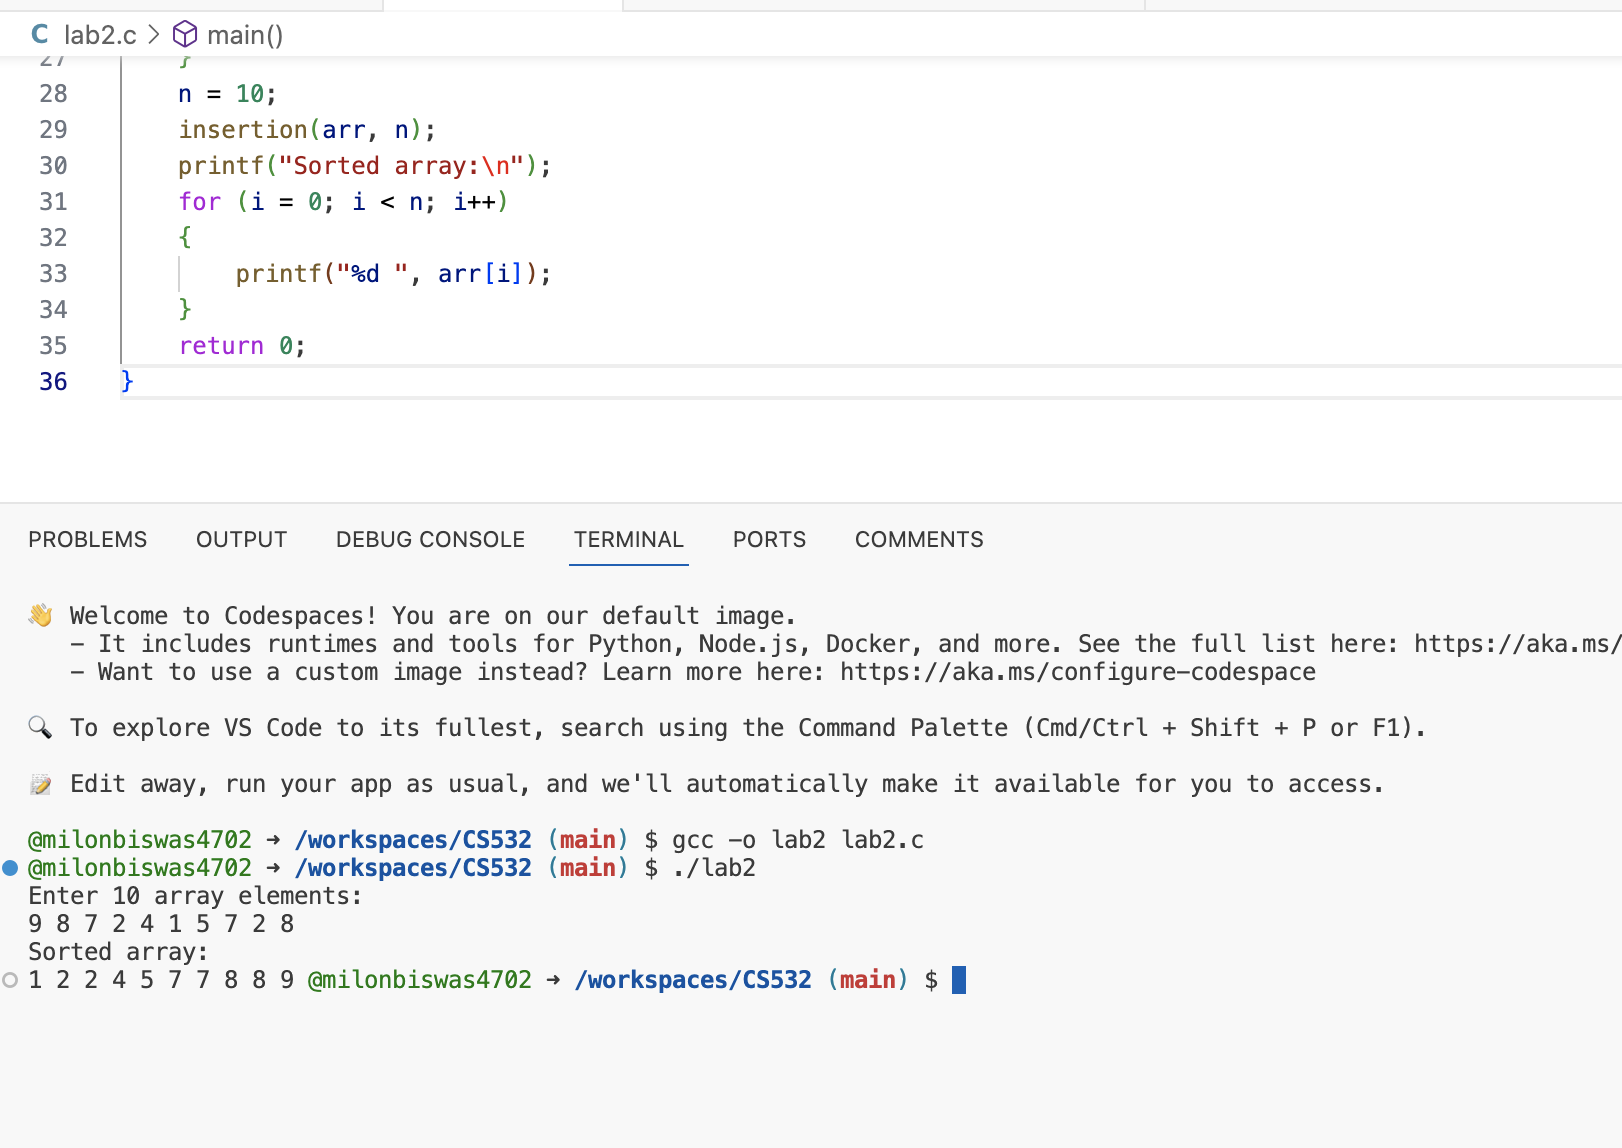 C lab2.c > main()
27 }
28 n = 10;
29 insertion(arr, n);
30 printf("Sorted array:\n");
31 for (i = 0; i < n; i++)
32 {
33 printf("%d ", arr[i]);
34 }
35 return 0;
36 }
PROBLEMS OUTPUT DEBUG CONSOLE TERMINAL PORTS COMMENTS
👋 Welcome to Codespaces! You are on our default image.
- It includes runtimes and tools for Python, Node.js, Docker, and more. See the full list here: https://aka.ms/
- Want to use a custom image instead? Learn more here: https://aka.ms/configure-codespace
🔍 To explore VS Code to its fullest, search using the Command Palette (Cmd/Ctrl + Shift + P or F1).
📝 Edit away, run your app as usual, and we'll automatically make it available for you to access.
@milonbiswas4702 → /workspaces/CS532 (main) $ gcc -o lab2 lab2.c
@milonbiswas4702 → /workspaces/CS532 (main) $ ./lab2
Enter 10 array elements:
9 8 7 2 4 1 5 7 2 8
Sorted array:
1 2 2 4 5 7 7 8 8 9 @milonbiswas4702 → /workspaces/CS532 (main) $